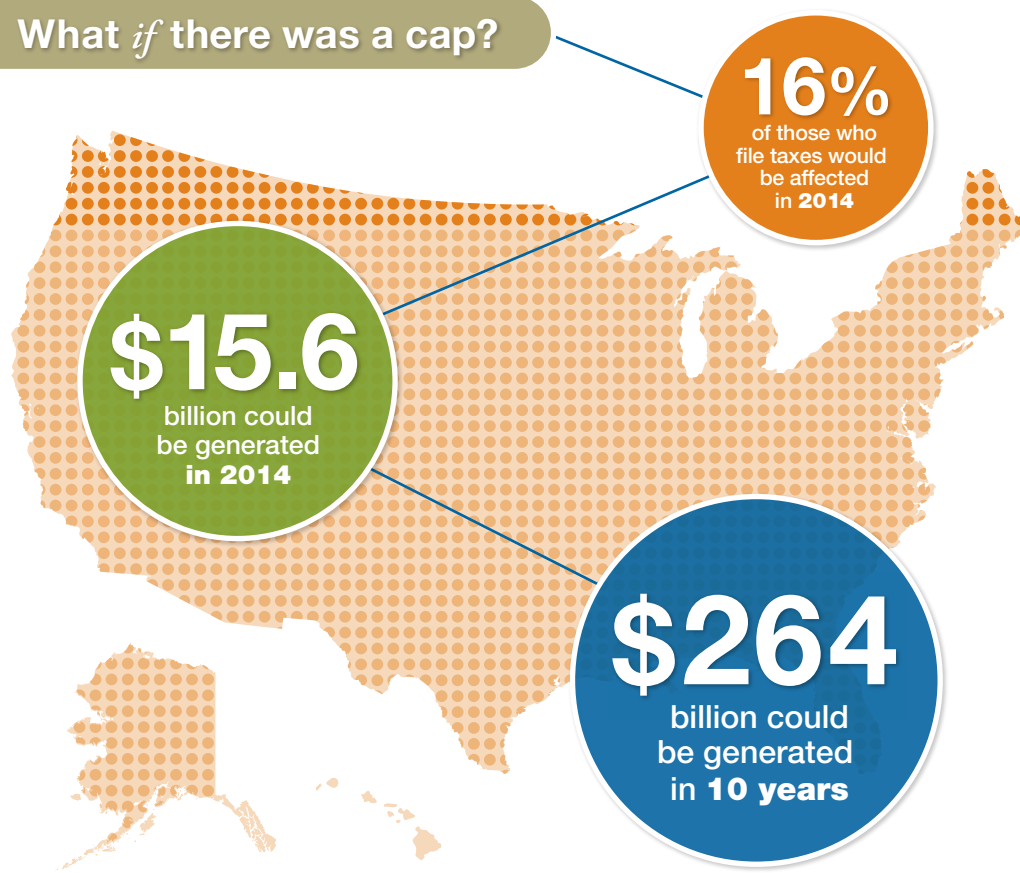 What if there was a cap?
16%
of those who
file taxes would
be affected
in 2014
$15.6
billion could
be generated
in 2014
$264
billion could
be generated
in 10 years